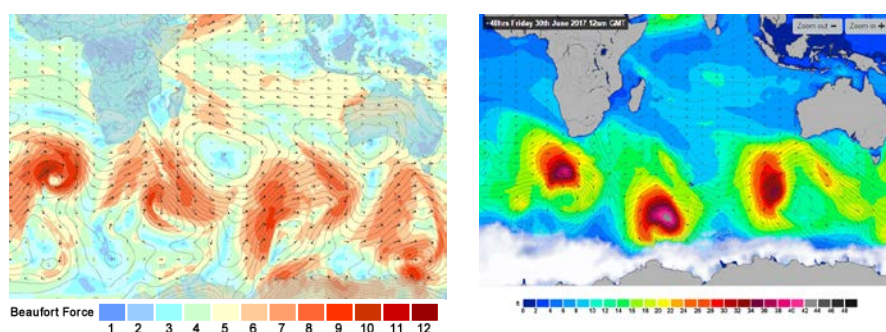 -48hrs Friday 30th June 2017 12am GMT
Zoom out −
Zoom in +
Beaufort Force
1 2 3 4 5 6 7 8 9 10 11 12
ft
0 2 4 6 8 10 12 14 16 18 20 22 24 26 28 30 32 34 36 38 40 42 44 46 48